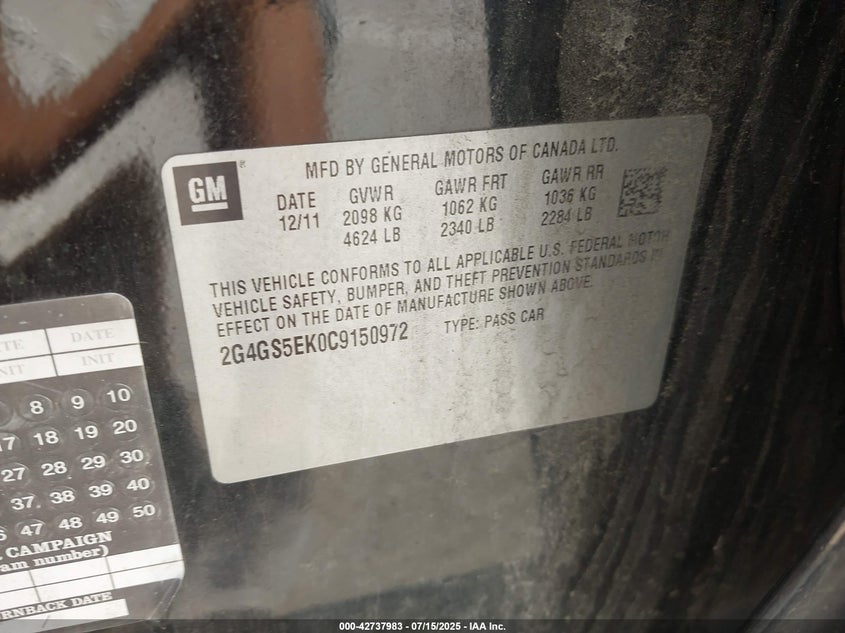 MFD BY GENERAL MOTORS OF CANADA LTD.
GM
DATE GVWR GAWR FRT GAWR RR
12/11 2098 KG 1062 KG 1036 KG
4624 LB 2340 LB 2284 LB
THIS VEHICLE CONFORMS TO ALL APPLICABLE U.S. FEDERAL MOTOR
VEHICLE SAFETY, BUMPER, AND THEFT PREVENTION STANDARDS IN
EFFECT ON THE DATE OF MANUFACTURE SHOWN ABOVE.
2G4GS5EK0C9150972 TYPE: PASS CAR
DATE DATE
INIT INIT
8 9 10
17 18 19 20
27 28 29 30
37 38 39 40
47 48 49 50
CAMPAIGN
number)
DATE
000-42737983 - 07/15/2025 - IAA Inc.